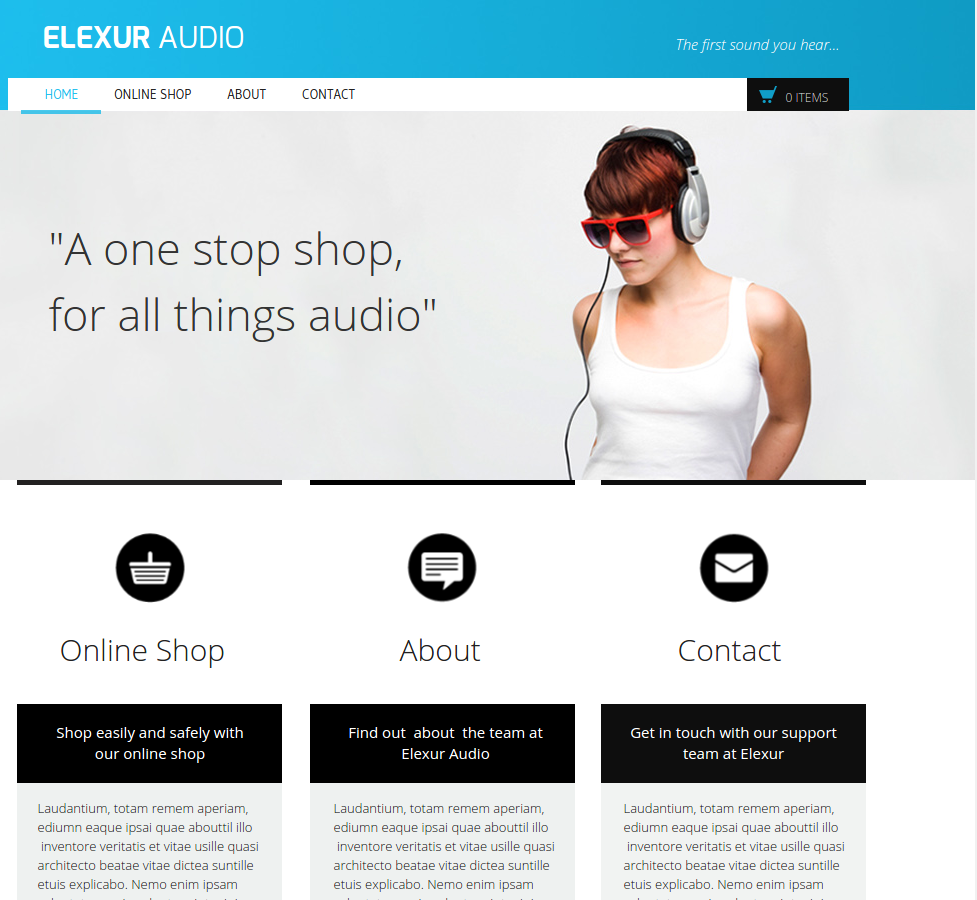 ELEXUR AUDIO
The first sound you hear...
HOME ONLINE SHOP ABOUT CONTACT
0 ITEMS
"A one stop shop,
for all things audio"
Online Shop
Shop easily and safely with
our online shop
Laudantium, totam remem aperiam,
ediumn eaque ipsai quae abouttil illo
inventore veritatis et vitae usille quasi
architecto beatae vitae dictea suntille
etuis explicabo. Nemo enim ipsam
About
Find out about the team at
Elexur Audio
Laudantium, totam remem aperiam,
ediumn eaque ipsai quae abouttil illo
inventore veritatis et vitae usille quasi
architecto beatae vitae dictea suntille
etuis explicabo. Nemo enim ipsam
Contact
Get in touch with our support
team at Elexur
Laudantium, totam remem aperiam,
ediumn eaque ipsai quae abouttil illo
inventore veritatis et vitae usille quasi
architecto beatae vitae dictea suntille
etuis explicabo. Nemo enim ipsam